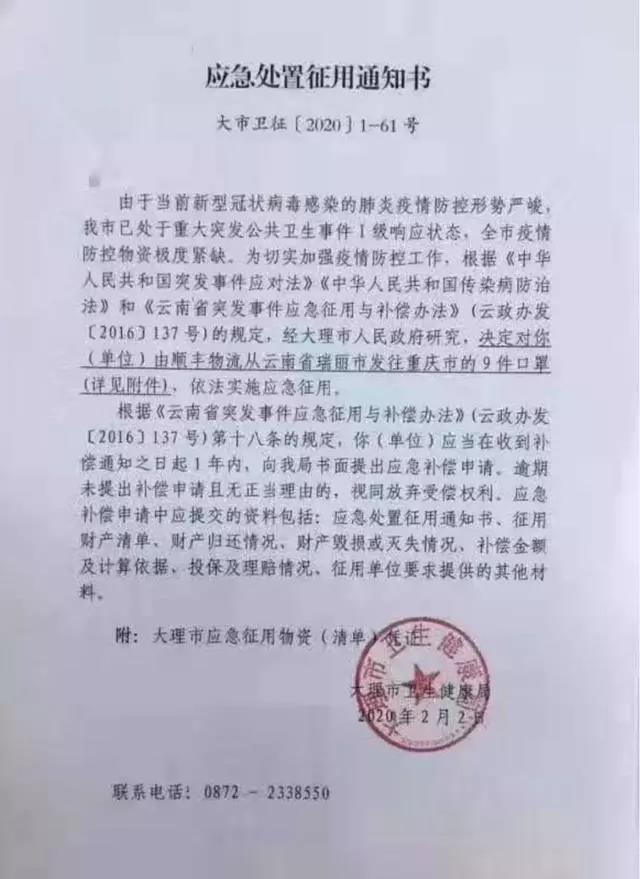 应急处置征用通知书
大市卫征〔2020〕1-61号
由于当前新型冠状病毒感染的肺炎疫情防控形势严峻,
我市已处于重大突发公共卫生事件Ⅰ级响应状态,全市疫情
防控物资极度紧缺。为切实加强疫情防控工作,根据《中华
人民共和国突发事件应对法》《中华人民共和国传染病防治
法》和《云南省突发事件应急征用与补偿办法》(云政办发
〔2016〕137号)的规定,经大理市人民政府研究,决定对你
(单位)由顺丰物流从云南省瑞丽市发往重庆市的9件口罩
(详见附件),依法实施应急征用。
根据《云南省突发事件应急征用与补偿办法》(云政办发
〔2016〕137号)第十八条的规定,你(单位)应当在收到补
偿通知之日起1年内,向我局书面提出应急补偿申请。逾期
未提出补偿申请且无正当理由的,视同放弃受偿权利。应急
补偿申请中应提交的资料包括:应急处置征用通知书、征用
财产清单、财产归还情况、财产毁损或灭失情况、补偿金额
及计算依据、投保及理赔情况、征用单位要求提供的其他材
料。
附:大理市应急征用物资(清单)凭证
大理市卫生健康局
大理市卫生健康局
2020年2月2日
联系电话:0872-2338550